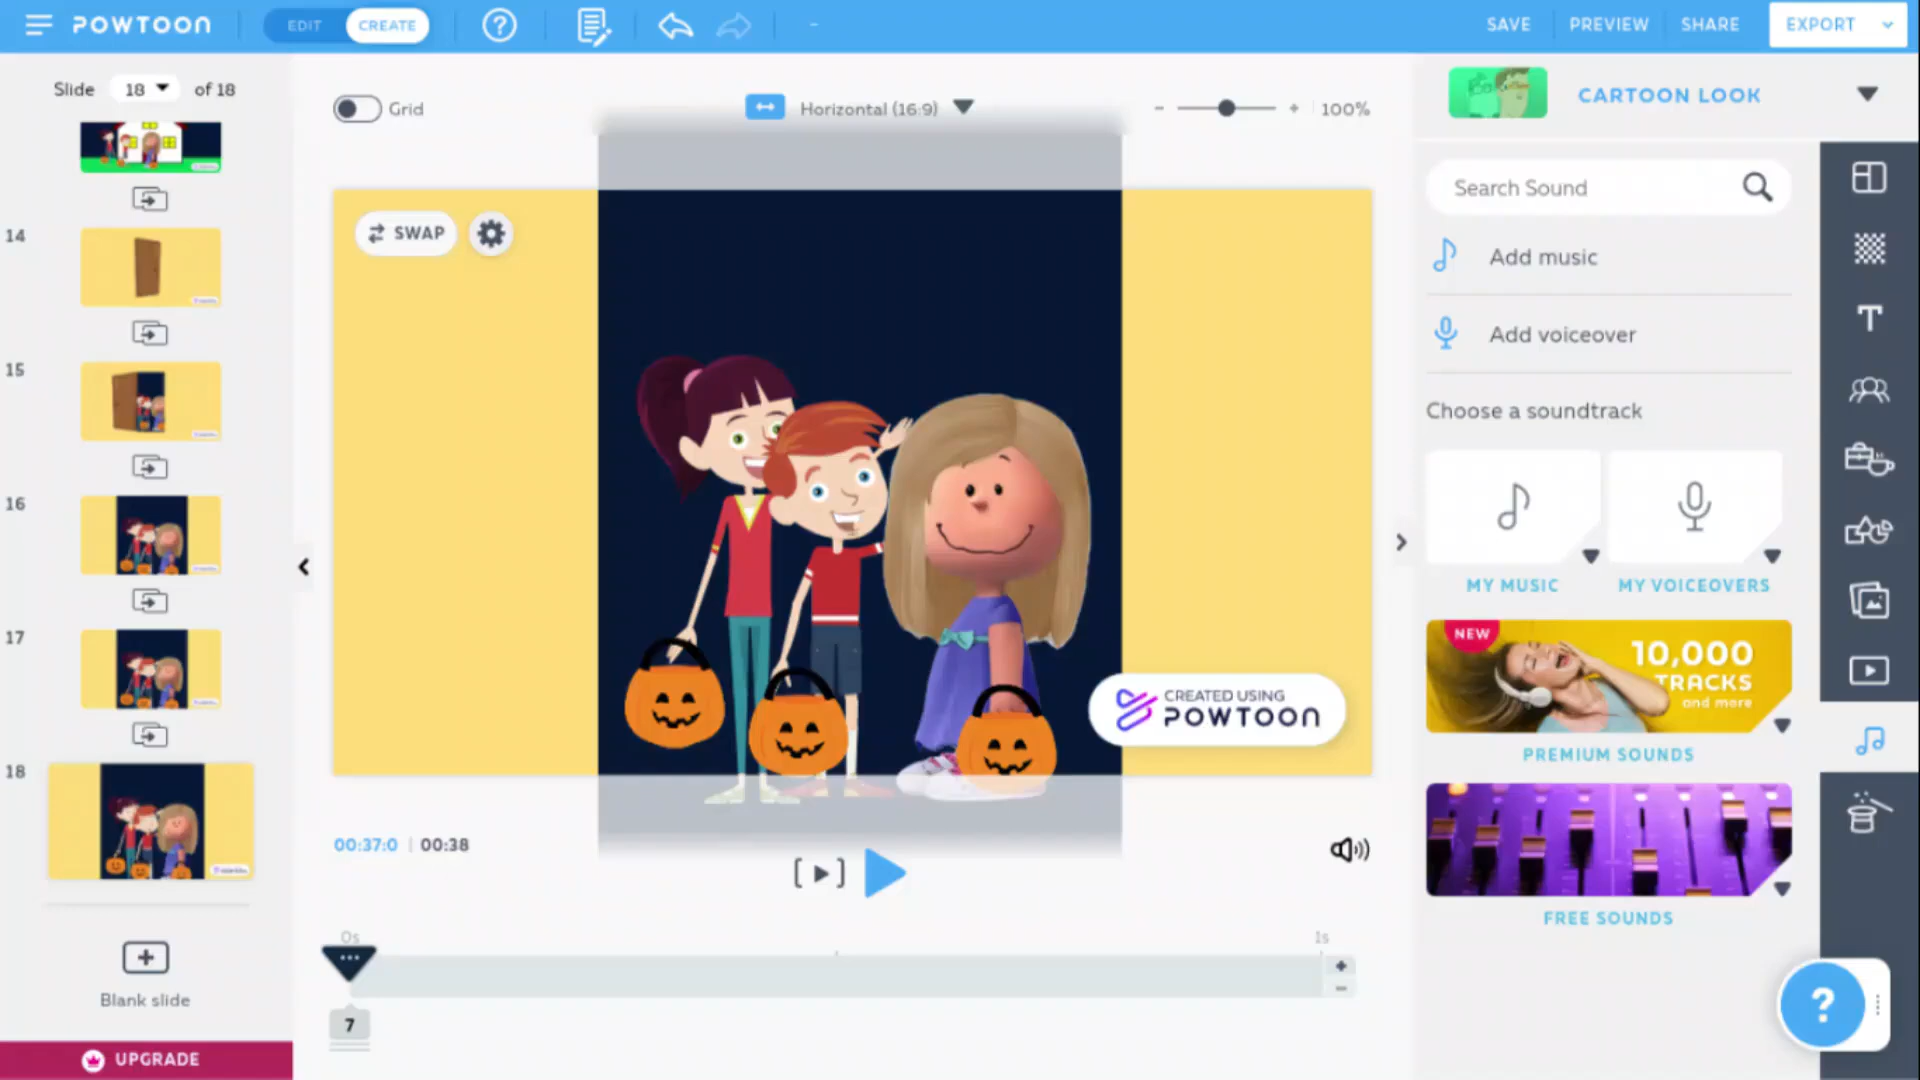 POWTOON
EDIT
CREATE
SAVE
PREVIEW
SHARE
EXPORT
Slide
18
of 18
Grid
Horizontal (16:9)
100%
CARTOON LOOK
SWAP
Search Sound
Add music
Add voiceover
Choose a soundtrack
MY MUSIC
MY VOICEOVERS
NEW
10,000
TRACKS
and more
PREMIUM SOUNDS
FREE SOUNDS
14
15
16
17
18
CREATED USING
POWTOON
00:37:0
00:38
0s
1s
7
Blank slide
UPGRADE
?